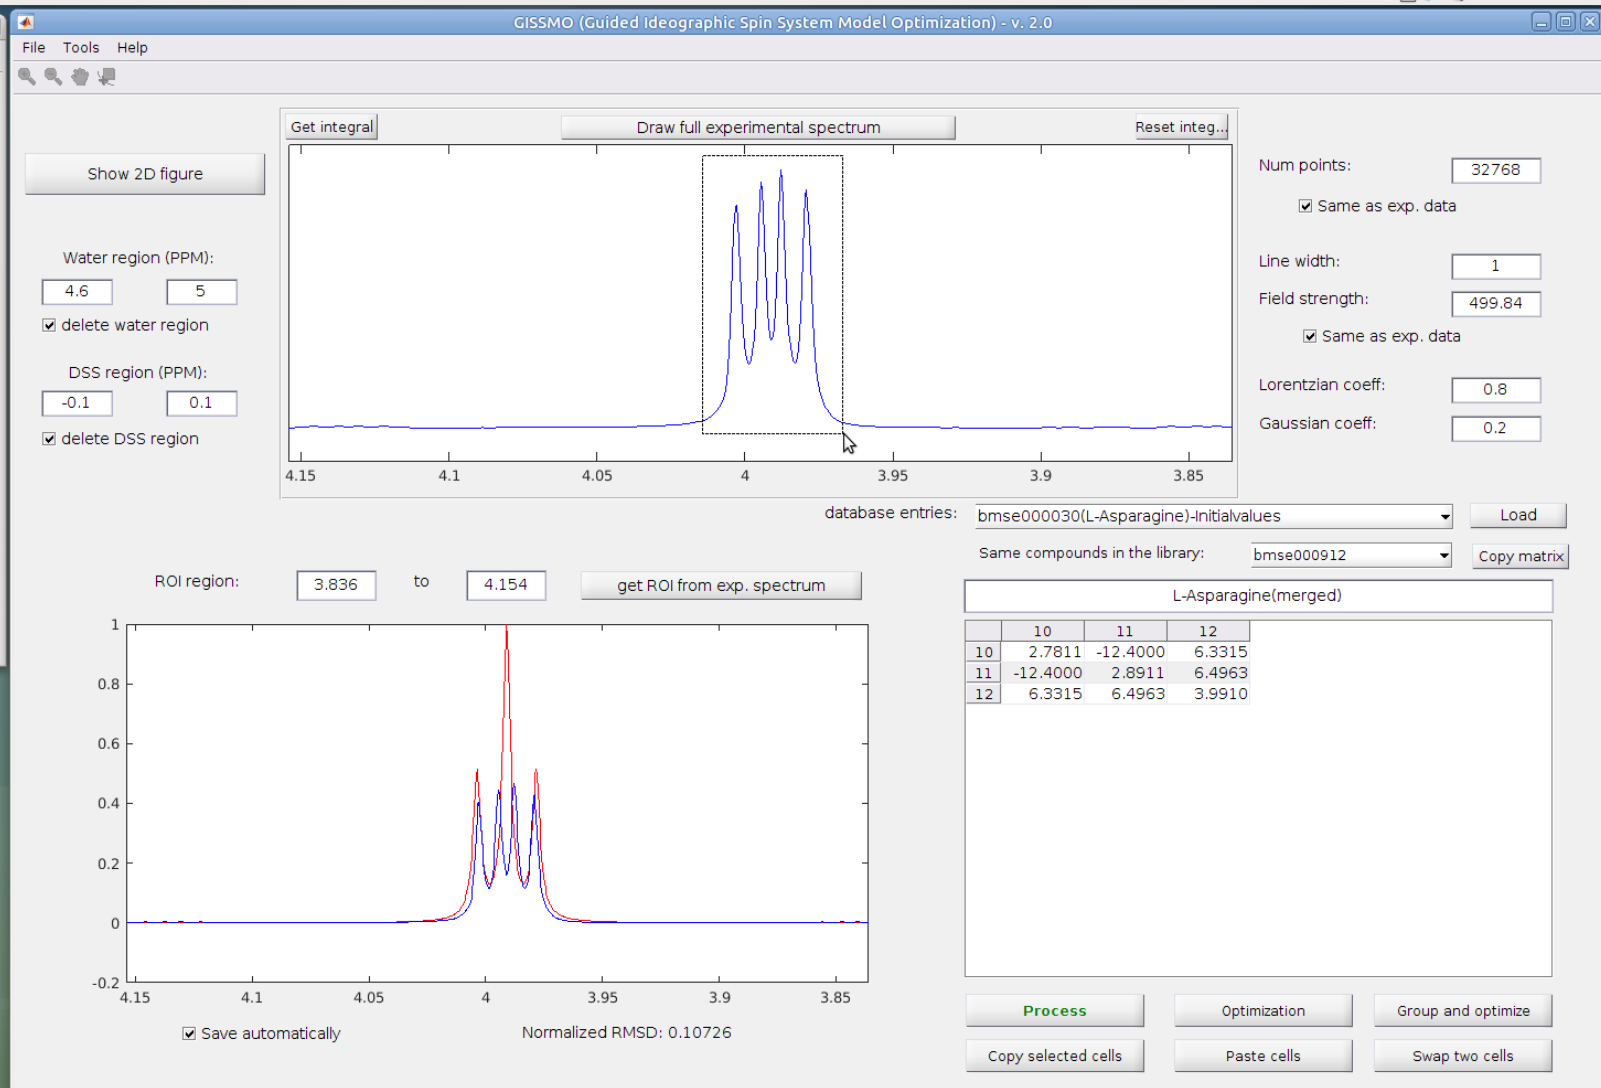 GISSMO (Guided Ideographic Spin System Model Optimization) - v. 2.0
File Tools Help
Get integral
Draw full experimental spectrum
Reset integ...
Show 2D figure
Water region (PPM):
4.6 5
delete water region
DSS region (PPM):
-0.1 0.1
delete DSS region
4.15 4.1 4.05 4 3.95 3.9 3.85
Num points: 32768
Same as exp. data
Line width: 1
Field strength: 499.84
Same as exp. data
Lorentzian coeff: 0.8
Gaussian coeff: 0.2
database entries: bmse000030(L-Asparagine)-Initialvalues Load
Same compounds in the library: bmse000912 Copy matrix
ROI region: 3.836 to 4.154 get ROI from exp. spectrum
L-Asparagine(merged)
10 11 12
10 2.7811 -12.4000 6.3315
11 -12.4000 2.8911 6.4963
12 6.3315 6.4963 3.9910
1
0.8
0.6
0.4
0.2
0
-0.2
4.15 4.1 4.05 4 3.95 3.9 3.85
Save automatically
Normalized RMSD: 0.10726
Process Optimization Group and optimize
Copy selected cells Paste cells Swap two cells